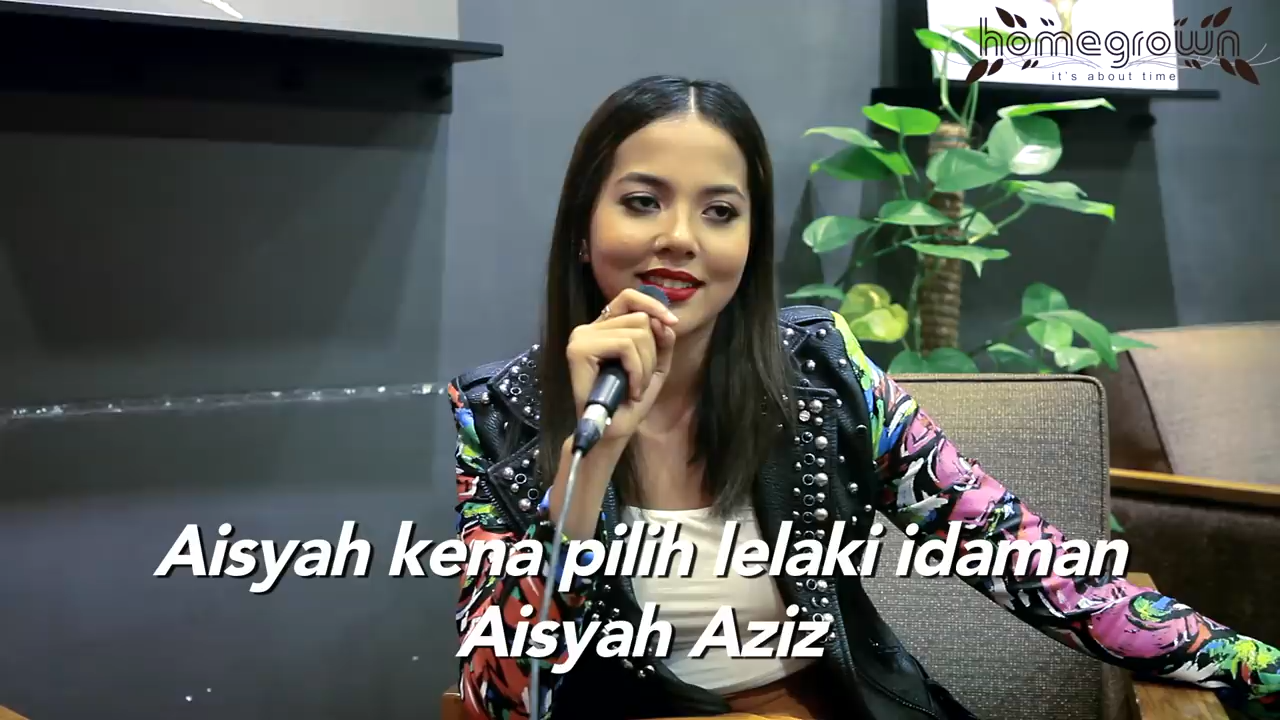 homegrown
it's about time
Aisyah kena pilih lelaki idaman
Aisyah Aziz